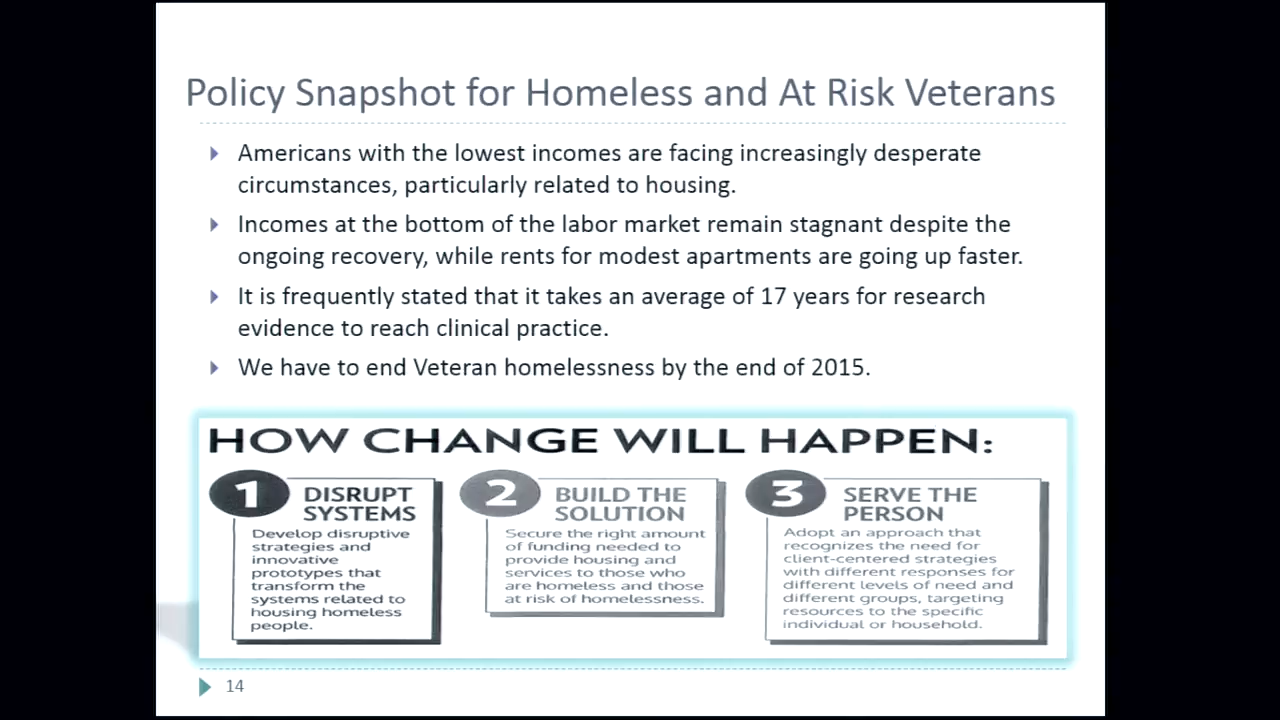 Policy Snapshot for Homeless and At Risk Veterans
Americans with the lowest incomes are facing increasingly desperate
circumstances, particularly related to housing.
Incomes at the bottom of the labor market remain stagnant despite the
ongoing recovery, while rents for modest apartments are going up faster.
It is frequently stated that it takes an average of 17 years for research
evidence to reach clinical practice.
We have to end Veteran homelessness by the end of 2015.
HOW CHANGE WILL HAPPEN:
1 DISRUPT
SYSTEMS
Develop disruptive
strategies and
innovative
prototypes that
transform the
systems related to
housing homeless
people.
2 BUILD THE
SOLUTION
Secure the right amount
of funding needed to
provide housing and
services to those who
are homeless and those
at risk of homelessness.
3 SERVE THE
PERSON
Adopt an approach that
recognizes the need for
client-centered strategies
with different responses for
different levels of need and
different groups, targeting
resources to the specific
individual or household.
14